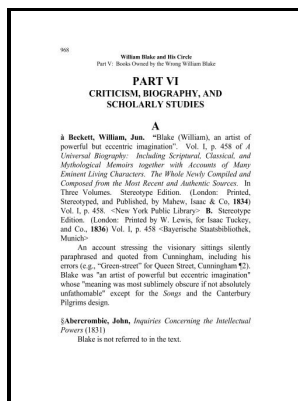 968
William Blake and His Circle
Part V: Books Owned by the Wrong William Blake
PART VI
CRITICISM, BIOGRAPHY, AND
SCHOLARLY STUDIES
A
à Beckett, William, Jun. “Blake (William), an artist of
powerful but eccentric imagination”. Vol. I, p. 458 of A
Universal Biography: Including Scriptural, Classical, and
Mythological Memoirs together with Accounts of Many
Eminent Living Characters. The Whole Newly Compiled and
Composed from the Most Recent and Authentic Sources. In
Three Volumes. Stereotype Edition. (London: Printed,
Stereotyped, and Published, by Mahew, Isaac & Co, 1834)
Vol. I, p. 458. <New York Public Library> B. Stereotype
Edition. (London: Printed by W. Lewis, for Isaac Tuckey,
and Co., 1836) Vol. I, p. 458 <Bayerische Staatsbibliothek,
Munich>
An account stressing the visionary sittings silently
paraphrased and quoted from Cunningham, including his
errors (e.g., “Green-street” for Queen Street, Cunningham ¶2).
Blake was "an artist of powerful but eccentric imagination"
whose "meaning was most sublimely obscure if not absolutely
unfathomable" except for the Songs and the Canterbury
Pilgrims design.
§Abercrombie, John, Inquiries Concerning the Intellectual
Powers (1831)
Blake is not referred to in the text.